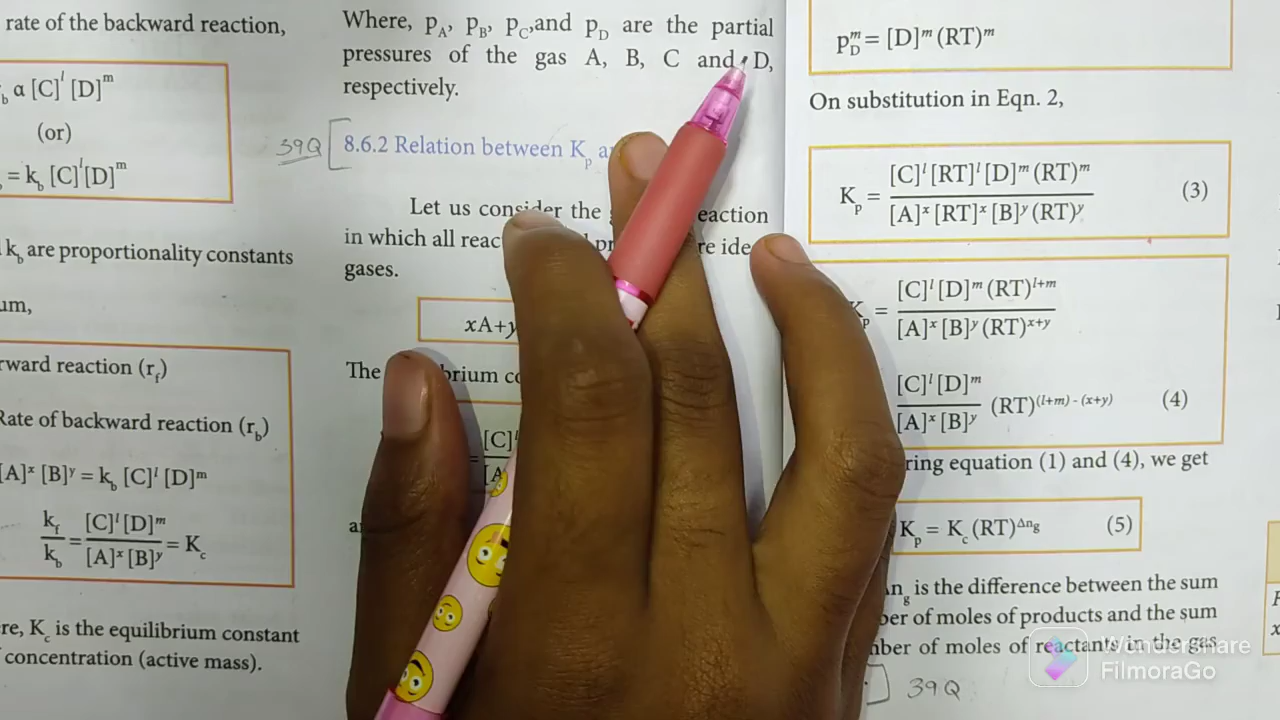 rate of the backward reaction,
α [C]ˡ [D]ᵐ
(or)
= k_b [C]ˡ [D]ᵐ
k_b are proportionality constants
rward reaction (r_f)
Rate of backward reaction (r_b)
[A]ˣ [B]ʸ = k_b [C]ˡ [D]ᵐ
k_f/k_b = [C]ˡ [D]ᵐ/[A]ˣ [B]ʸ = K_c
re, K_c is the equilibrium constant
concentration (active mass).
Where, p_A, p_B, p_C, and p_D are the partial
pressures of the gas A, B, C and D,
respectively.
39Q
8.6.2 Relation between K_p
Let us consider the
eaction
in which all reac
gases.
xA+y
The
brium
[C]ˡ
p_D^m = [D]ᵐ (RT)ᵐ
On substitution in Eqn. 2,
K_p = [C]ˡ [RT]ˡ [D]ᵐ (RT)ᵐ/[A]ˣ [RT]ˣ [B]ʸ (RT)ʸ (3)
K_p = [C]ˡ [D]ᵐ (RT)ˡ⁺ᵐ/[A]ˣ [B]ʸ (RT)ˣ⁺ʸ
[C]ˡ [D]ᵐ/[A]ˣ [B]ʸ (RT)^(l+m) - (x+y) (4)
ring equation (1) and (4), we get
K_p = K_c (RT)^Δn_g (5)
n_g is the difference between the sum
ber of moles of products and the sum
mber of moles of reactants in the gas
39Q
Wondershare
FilmoraGo